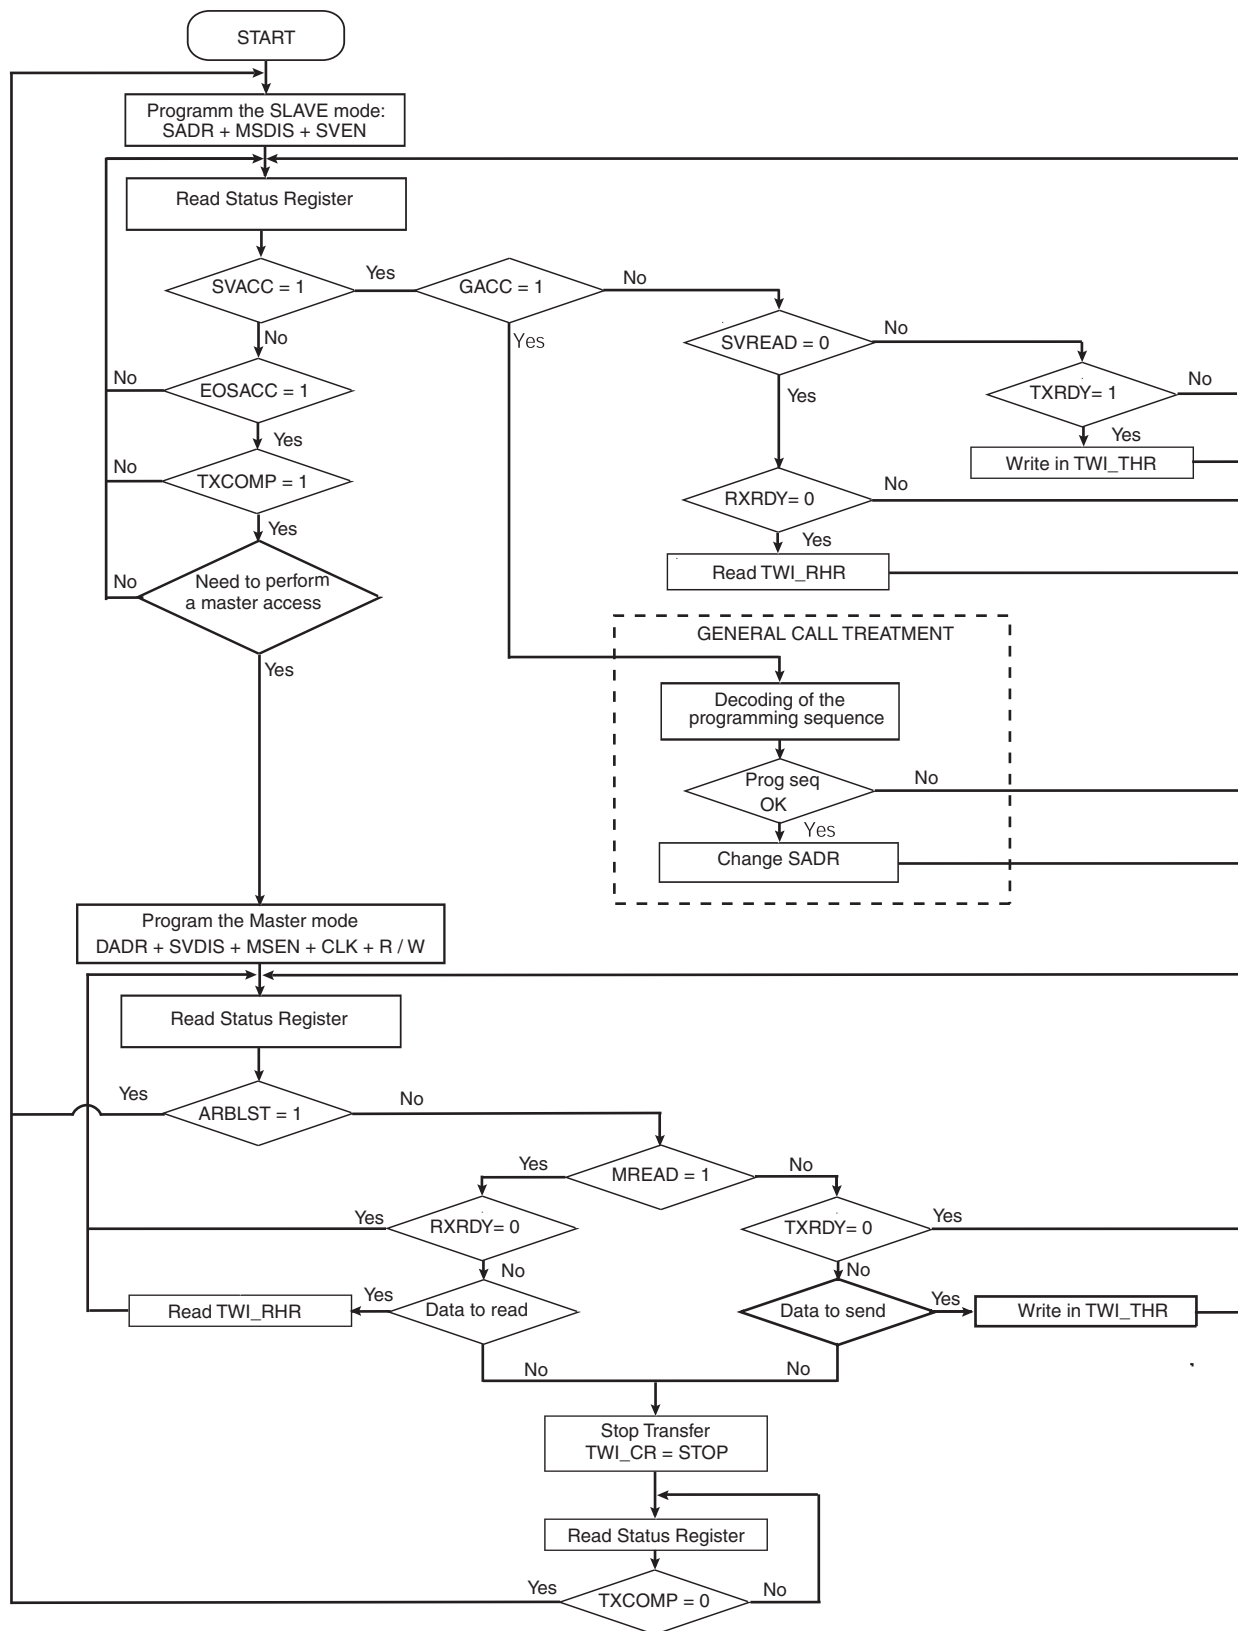 START
Programm the SLAVE mode:
SADR + MSDIS + SVEN
Read Status Register
SVACC = 1
Yes
GACC = 1
No
No
Yes
SVREAD = 0
No
EOSACC = 1
No
Yes
TXRDY= 1
No
Yes
Yes
Write in TWI_THR
TXCOMP = 1
No
Yes
RXRDY= 0
No
Yes
Read TWI_RHR
Need to perform
a master access
No
Yes
GENERAL CALL TREATMENT
Decoding of the
programming sequence
Prog seq
OK
No
Yes
Change SADR
Program the Master mode
DADR + SVDIS + MSEN + CLK + R / W
Read Status Register
Yes
ARBLST = 1
No
Yes
MREAD = 1
No
Yes
RXRDY= 0
TXRDY= 0
Yes
No
No
Read TWI_RHR
Yes
Data to read
Data to send
Yes
Write in TWI_THR
No
No
Stop Transfer
TWI_CR = STOP
Read Status Register
Yes
TXCOMP = 0
No